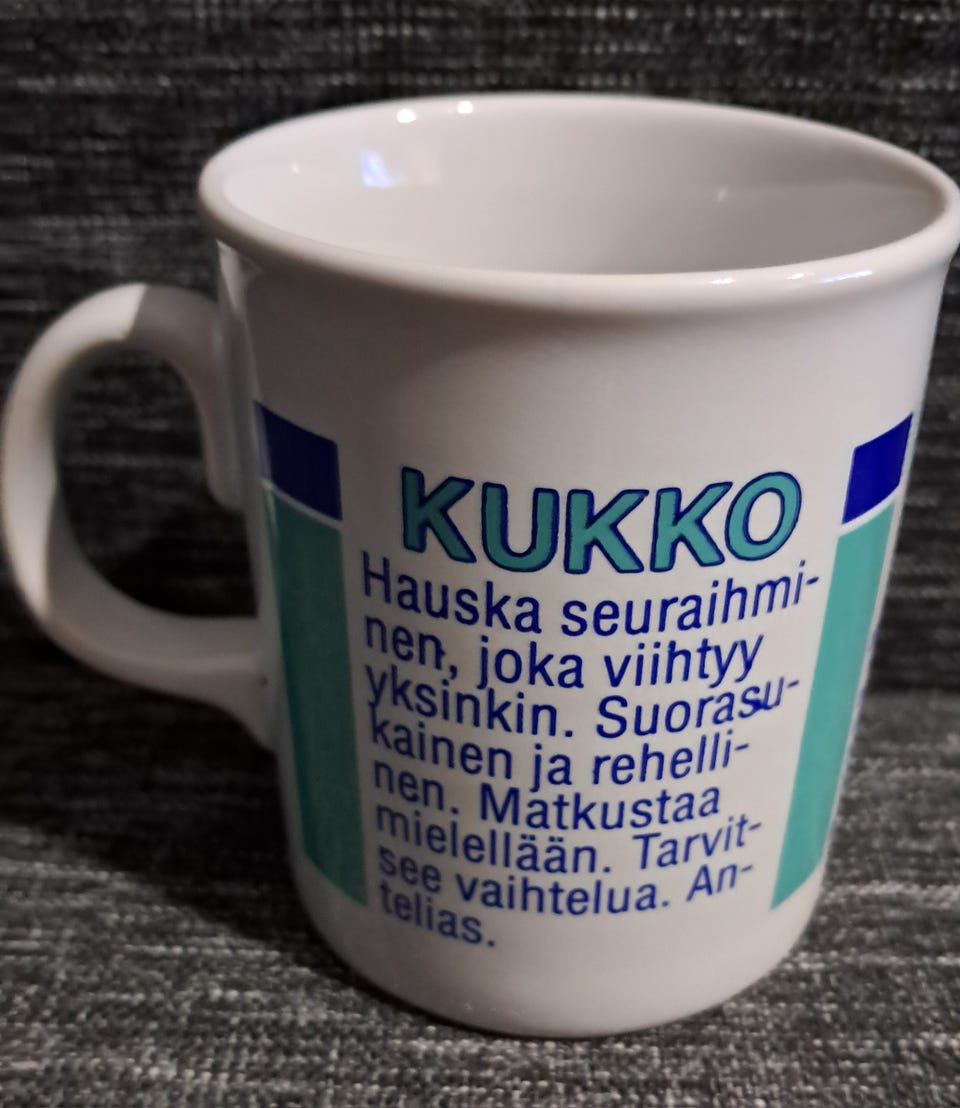 KUKKO
Hauska seuraihmi-
nen, joka viihtyy
yksinkin. Suorasu-
kainen ja rehelli-
nen. Matkustaa
mielellään. Tarvit-
see vaihtelua. An-
telias.